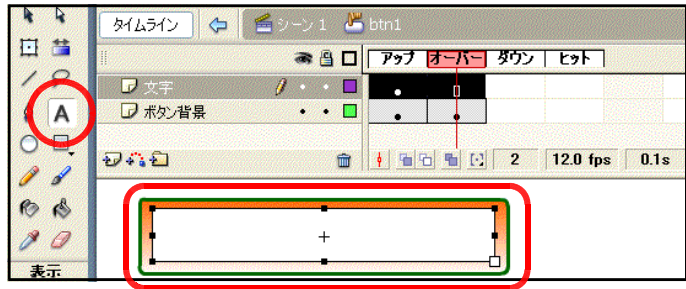 タイムライン シーン 1 btn1
アップ オーバー ダウン ヒット
文字
ボタン背景
A
2 12.0 fps 0.1s
表示